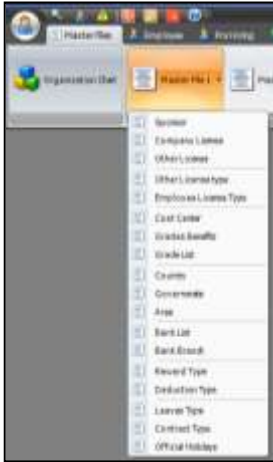 Master files
Employee
Organization Chart
Master File 1
Sponsor
Company License
Other License
Other License type
Employee License Type
Cost Center
Grades Benefits
Grade List
Country
Governorate
Area
Bank List
Bank Branch
Reward Type
Deduction Type
Leaves Type
Contract Type
Official Holidays